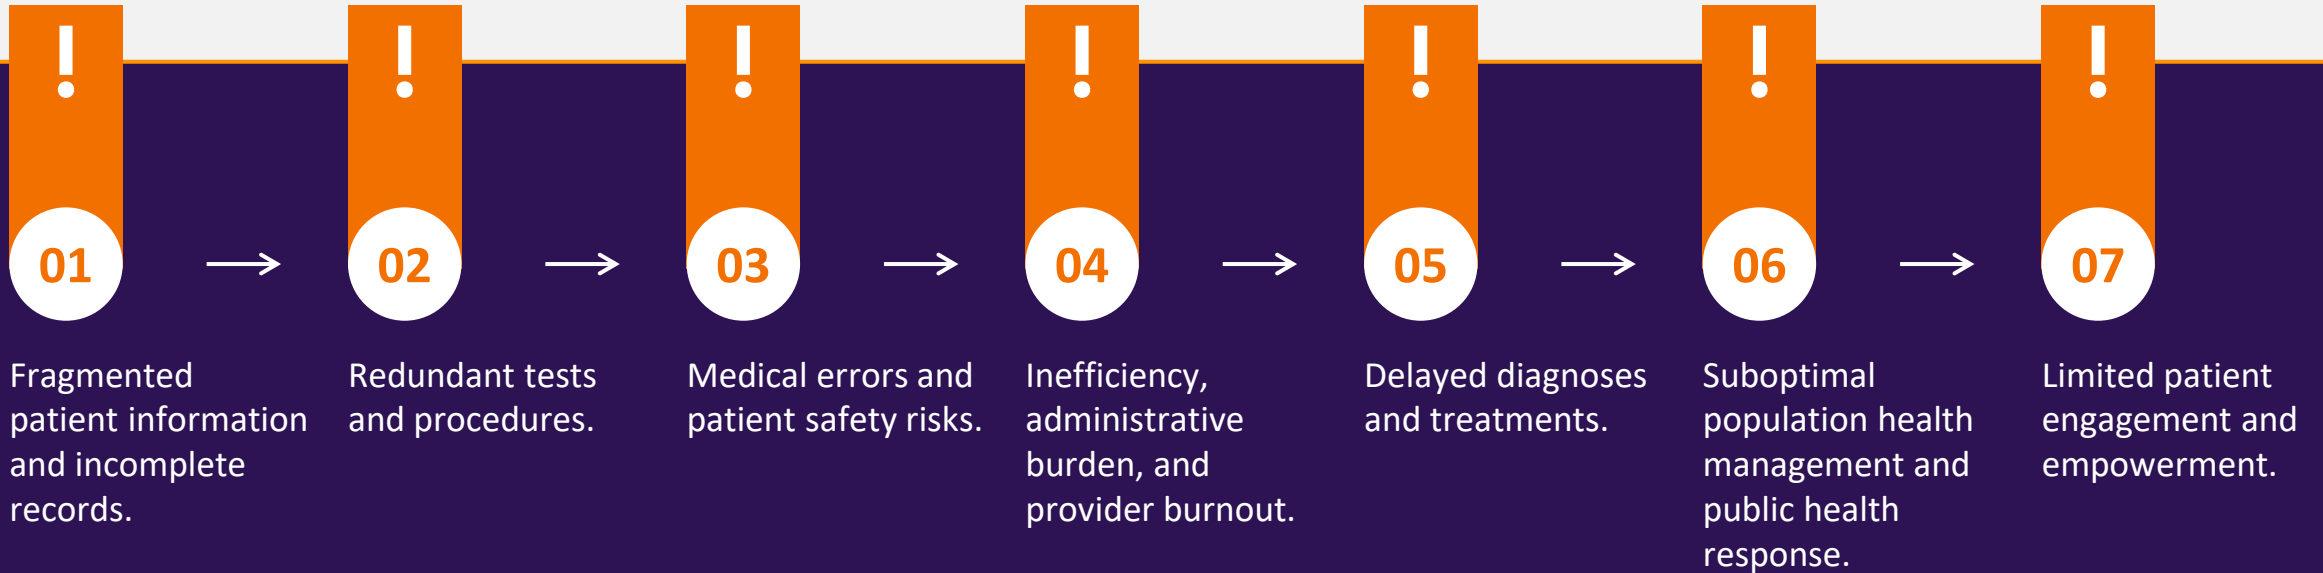 !
!
!
!
!
!
!
01
02
03
04
05
06
07
Fragmented
patient information
and incomplete
records.
Redundant tests
and procedures.
Medical errors and
patient safety risks.
Inefficiency,
administrative
burden, and
provider burnout.
Delayed diagnoses
and treatments.
Suboptimal
population health
management and
public health
response.
Limited patient
engagement and
empowerment.